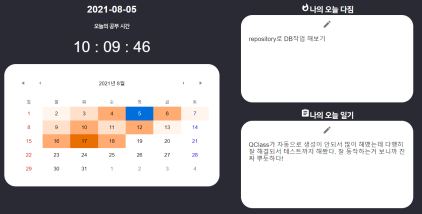 2021-08-05
오늘의 공부 시간
10 : 09 : 46
« ‹ 2021년 8월 › »
일 월 화 수 목 금 토
1 2 3 4 5 6 7
8 9 10 11 12 13 14
15 16 17 18 19 20 21
22 23 24 25 26 27 28
29 30 31 1 2 3 4
나의 오늘 다짐
repository로 DB작업 해보기
나의 오늘 일기
QClass가 자동으로 생성이 안되서 많이 헤맸는데 다행히
잘 해결되서 테스트까지 해봤다. 잘 동작하는거 보니까 진
짜 뿌듯하다!